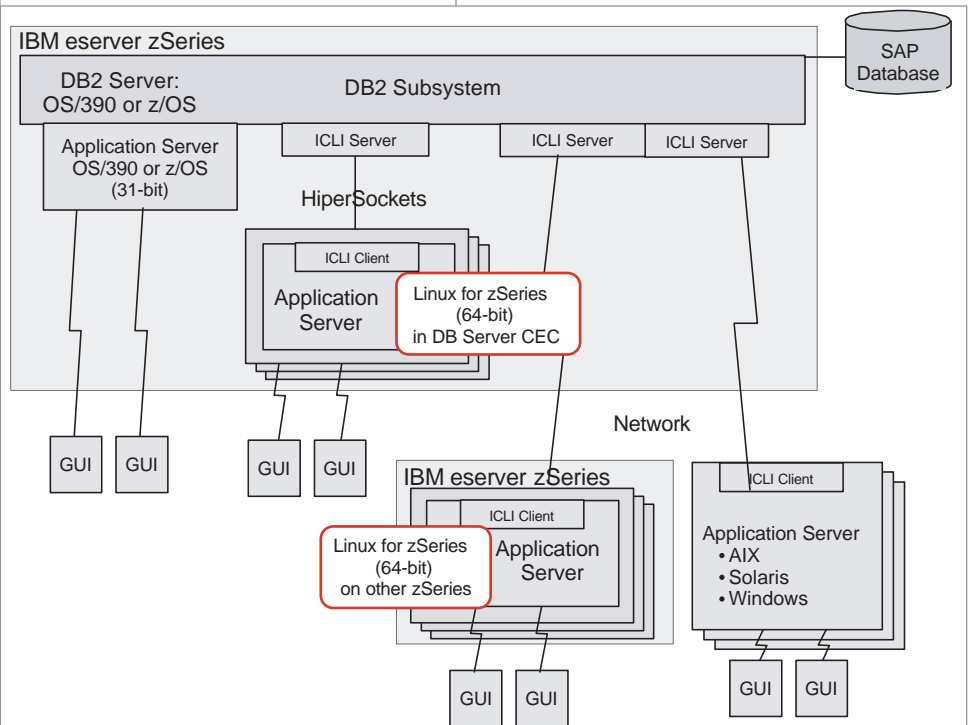 IBM eserver zSeries
SAP
Database
DB2 Server:
OS/390 or z/OS
DB2 Subsystem
Application Server
OS/390 or z/OS
(31-bit)
ICLI Server
ICLI Server
ICLI Server
HiperSockets
ICLI Client
Application
Server
Linux for zSeries
(64-bit)
in DB Server CEC
Network
GUI
GUI
GUI
GUI
IBM eserver zSeries
ICLI Client
Application
Server
Linux for zSeries
(64-bit)
on other zSeries
ICLI Client
Application Server
• AIX
• Solaris
• Windows
GUI
GUI
GUI
GUI